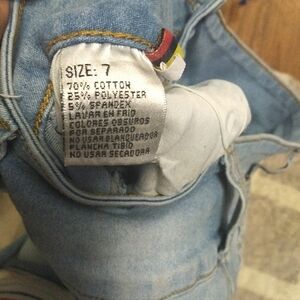 SIZE: 7
70% COTTON
25% POLYESTER
5% SPANDEX
LAVAR EN FRIO
COLORES OBSUROS
POR SEPARADO
NO USAR BLANQUEADOR
PLANCHA TIBIO
NO USAR SECADORA